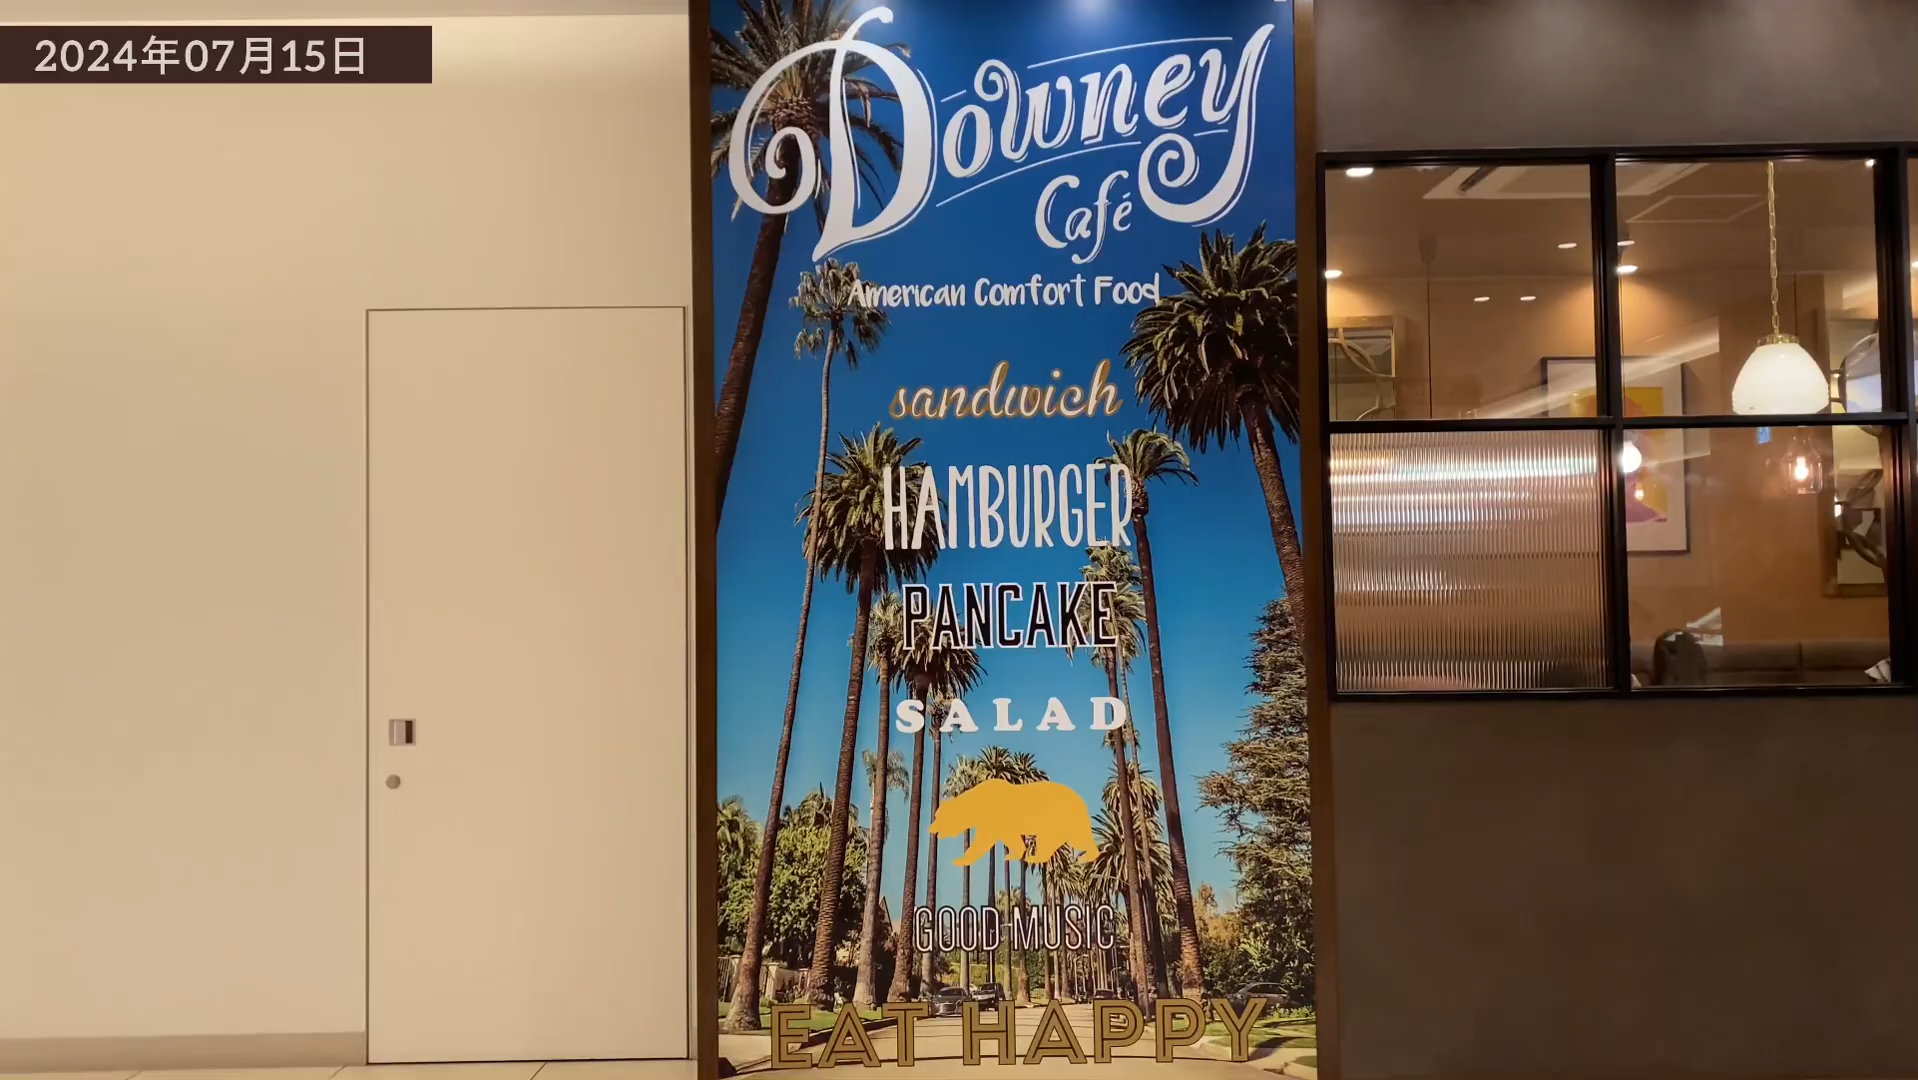 2024年07月15日
Downey
Café
American Comfort Food
sandwich
HAMBURGER
PANCAKE
SALAD
GOOD MUSIC
EAT HAPPY